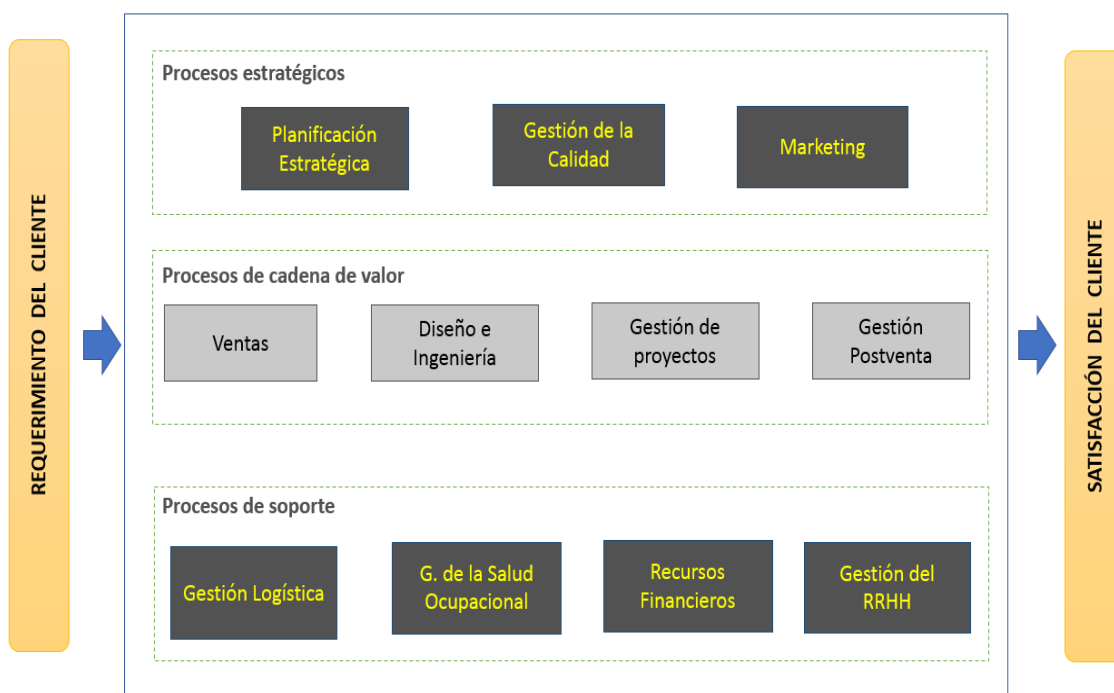 REQUERIMIENTO DEL CLIENTE
Procesos estratégicos
Planificación
Estratégica
Gestión de la
Calidad
Marketing
Procesos de cadena de valor
Ventas
Diseño e
Ingeniería
Gestión de
proyectos
Gestión
Postventa
Procesos de soporte
Gestión Logística
G. de la Salud
Ocupacional
Recursos
Financieros
Gestión del
RRHH
SATISFACCIÓN DEL CLIENTE